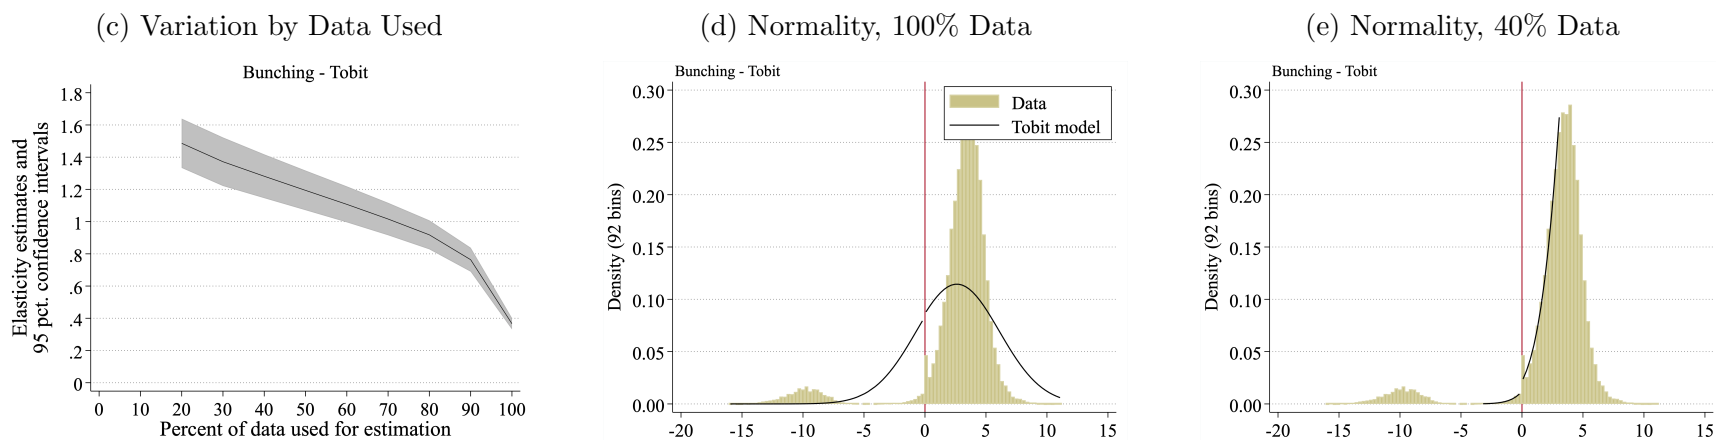 (c) Variation by Data Used
Bunching - Tobit
Elasticity estimates and
95 pct. confidence intervals
1.8
1.6
1.4
1.2
1
.8
.6
.4
.2
0
0 10 20 30 40 50 60 70 80 90 100
Percent of data used for estimation
(d) Normality, 100% Data
Bunching - Tobit
Data
Tobit model
Density (92 bins)
0.30
0.25
0.20
0.15
0.10
0.05
0.00
-20 -15 -10 -5 0 5 10 15
(e) Normality, 40% Data
Bunching - Tobit
Density (92 bins)
0.30
0.25
0.20
0.15
0.10
0.05
0.00
-20 -15 -10 -5 0 5 10 15